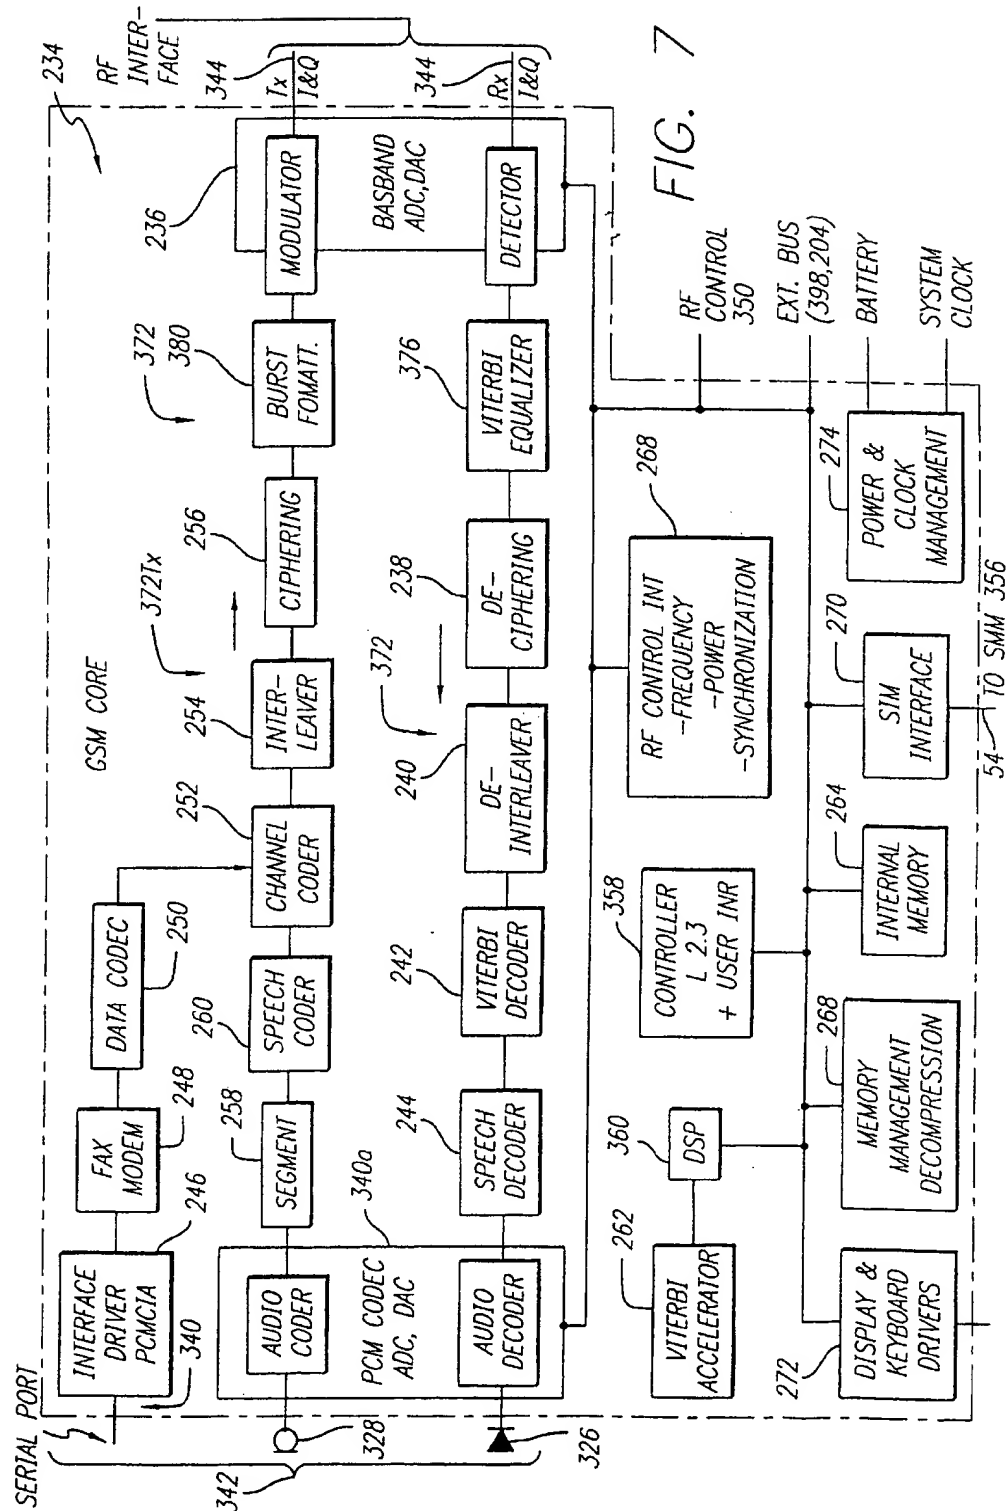 SERIAL PORT
340
342
328
326
INTERFACE
DRIVER
PCMCIA
246
FAX
MODEM
248
DATA CODEC
250
GSM CORE
234
RF
INTER-
FACE
344
Tx
I&Q
344
Rx
I&Q
AUDIO
CODER
PCM CODEC
ADC, DAC
340a
AUDIO
DECODER
SEGMENT
258
SPEECH
CODER
260
CHANNEL
CODER
252
INTER-
LEAVER
254
372Tx
CIPHERING
256
BURST
FOMATT.
372
380
MODULATOR
236
BASBAND
ADC,DAC
DETECTOR
SPEECH
DECODER
244
VITERBI
DECODER
242
DE-
INTERLEAVER
240
372
DE-
CIPHERING
238
VITERBI
EQUALIZER
376
VITERBI
ACCELERATOR
262
DSP
360
CONTROLLER
L 2.3
+ USER INR
358
RF CONTROL INT
-FREQUENCY
-POWER
-SYNCHRONIZATION
268
RF
CONTROL
350
EXT. BUS
(398,204)
BATTERY
SYSTEM
CLOCK
DISPLAY &
KEYBOARD
DRIVERS
272
MEMORY
MANAGEMENT
DECOMPRESSION
268
INTERNAL
MEMORY
264
SIM
INTERFACE
270
POWER &
CLOCK
MANAGEMENT
274
54
TO SMM 356
FIG. 7